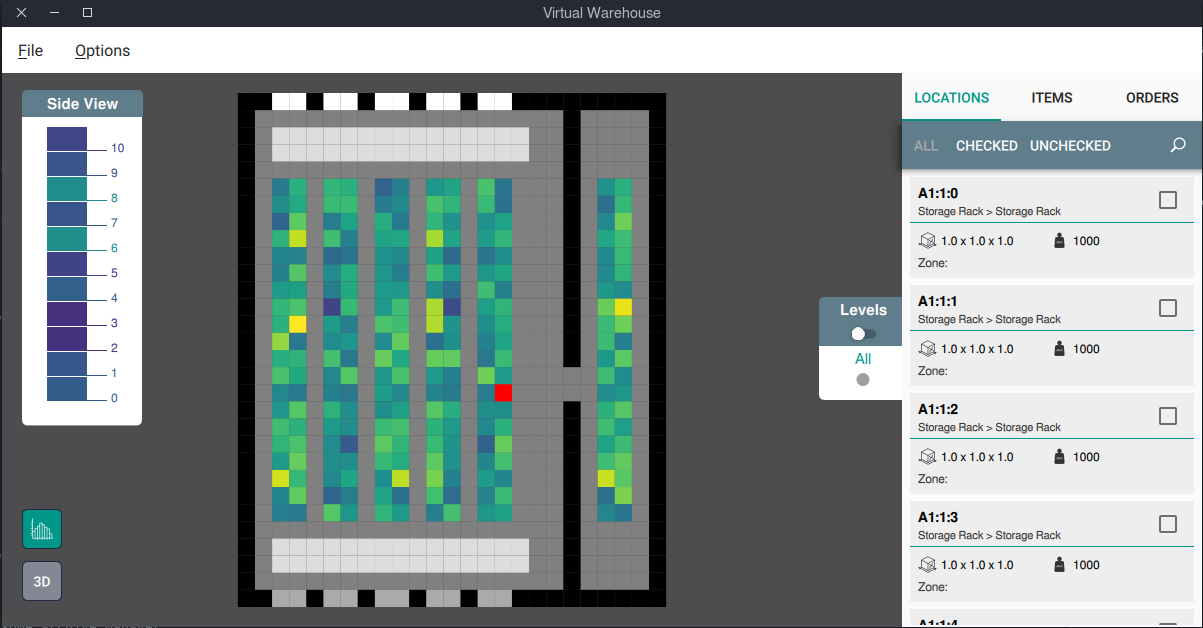 Virtual Warehouse
File Options
Side View
10
9
8
7
6
5
4
3
2
1
0
3D
Levels
All
LOCATIONS ITEMS ORDERS
ALL CHECKED UNCHECKED
A1:1:0
Storage Rack > Storage Rack
1.0 x 1.0 x 1.0 1000
Zone:
A1:1:1
Storage Rack > Storage Rack
1.0 x 1.0 x 1.0 1000
Zone:
A1:1:2
Storage Rack > Storage Rack
1.0 x 1.0 x 1.0 1000
Zone:
A1:1:3
Storage Rack > Storage Rack
1.0 x 1.0 x 1.0 1000
Zone:
A1:1:4